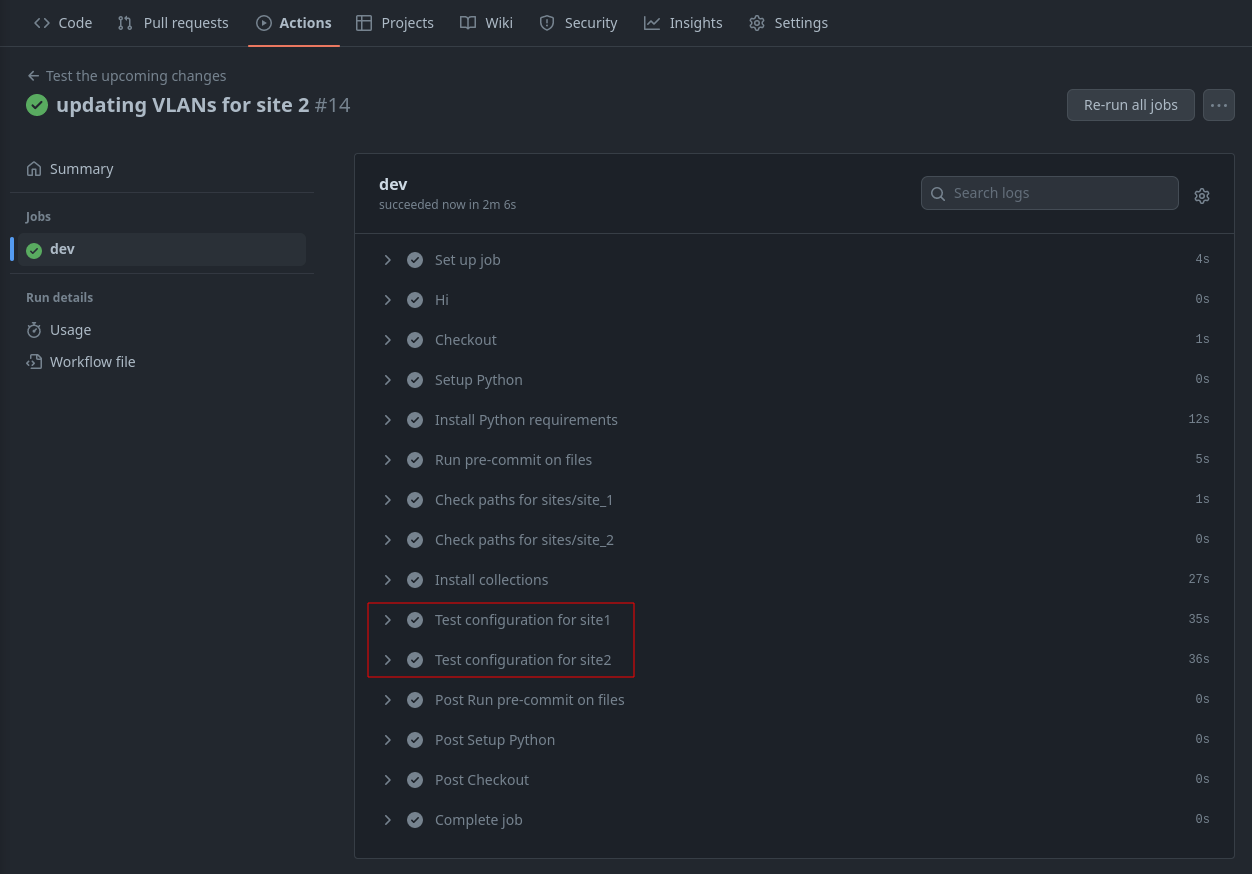 Code Pull requests Actions Projects Wiki Security Insights Settings
Test the upcoming changes
updating VLANs for site 2 #14
Re-run all jobs
Summary
Jobs
dev
Run details
Usage
Workflow file
dev
succeeded now in 2m 6s
Search logs
Set up job 4s
Hi 0s
Checkout 1s
Setup Python 0s
Install Python requirements 12s
Run pre-commit on files 5s
Check paths for sites/site_1 1s
Check paths for sites/site_2 0s
Install collections 27s
Test configuration for site1 35s
Test configuration for site2 36s
Post Run pre-commit on files 0s
Post Setup Python 0s
Post Checkout 0s
Complete job 0s